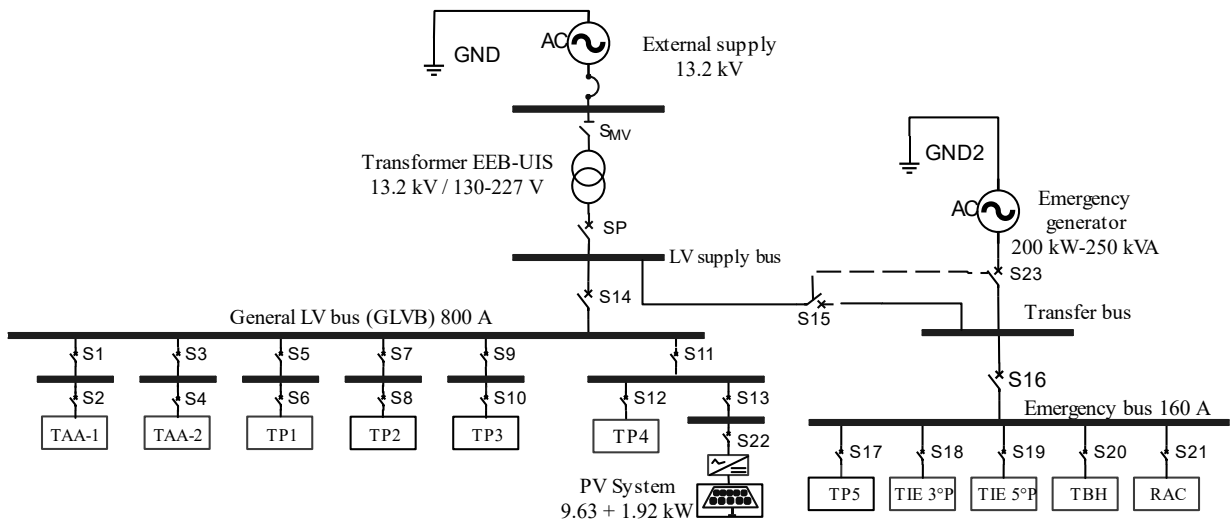 AC
GND
External supply
13.2 kV
SMV
Transformer EEB-UIS
13.2 kV / 130-227 V
GND2
AC
Emergency
generator
200 kW-250 kVA
SP
LV supply bus
S23
S14
S15
General LV bus (GLVB) 800 A
Transfer bus
S1
S3
S5
S7
S9
S11
S16
S2
S4
S6
S8
S10
S12
S13
Emergency bus 160 A
TAA-1
TAA-2
TP1
TP2
TP3
TP4
S22
S17
S18
S19
S20
S21
PV System
9.63 + 1.92 kW
TP5
TIE 3°P
TIE 5°P
TBH
RAC